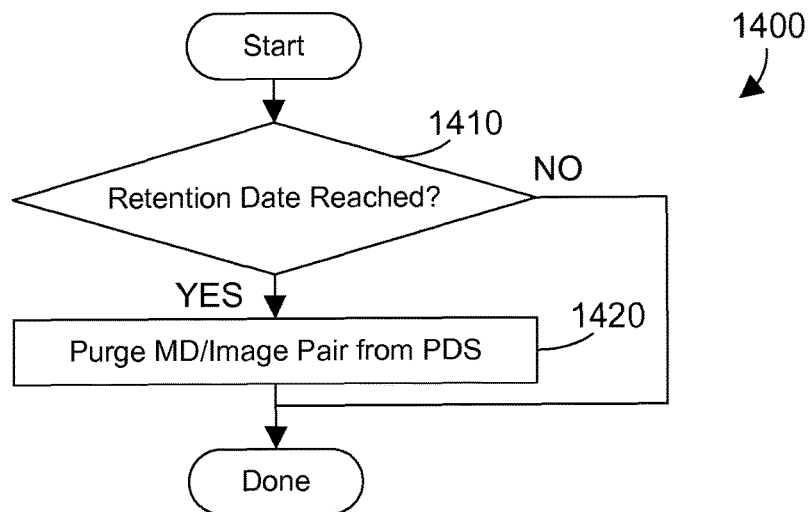 1400
Start
1410
Retention Date Reached?
NO
YES
1420
Purge MD/Image Pair from PDS
Done